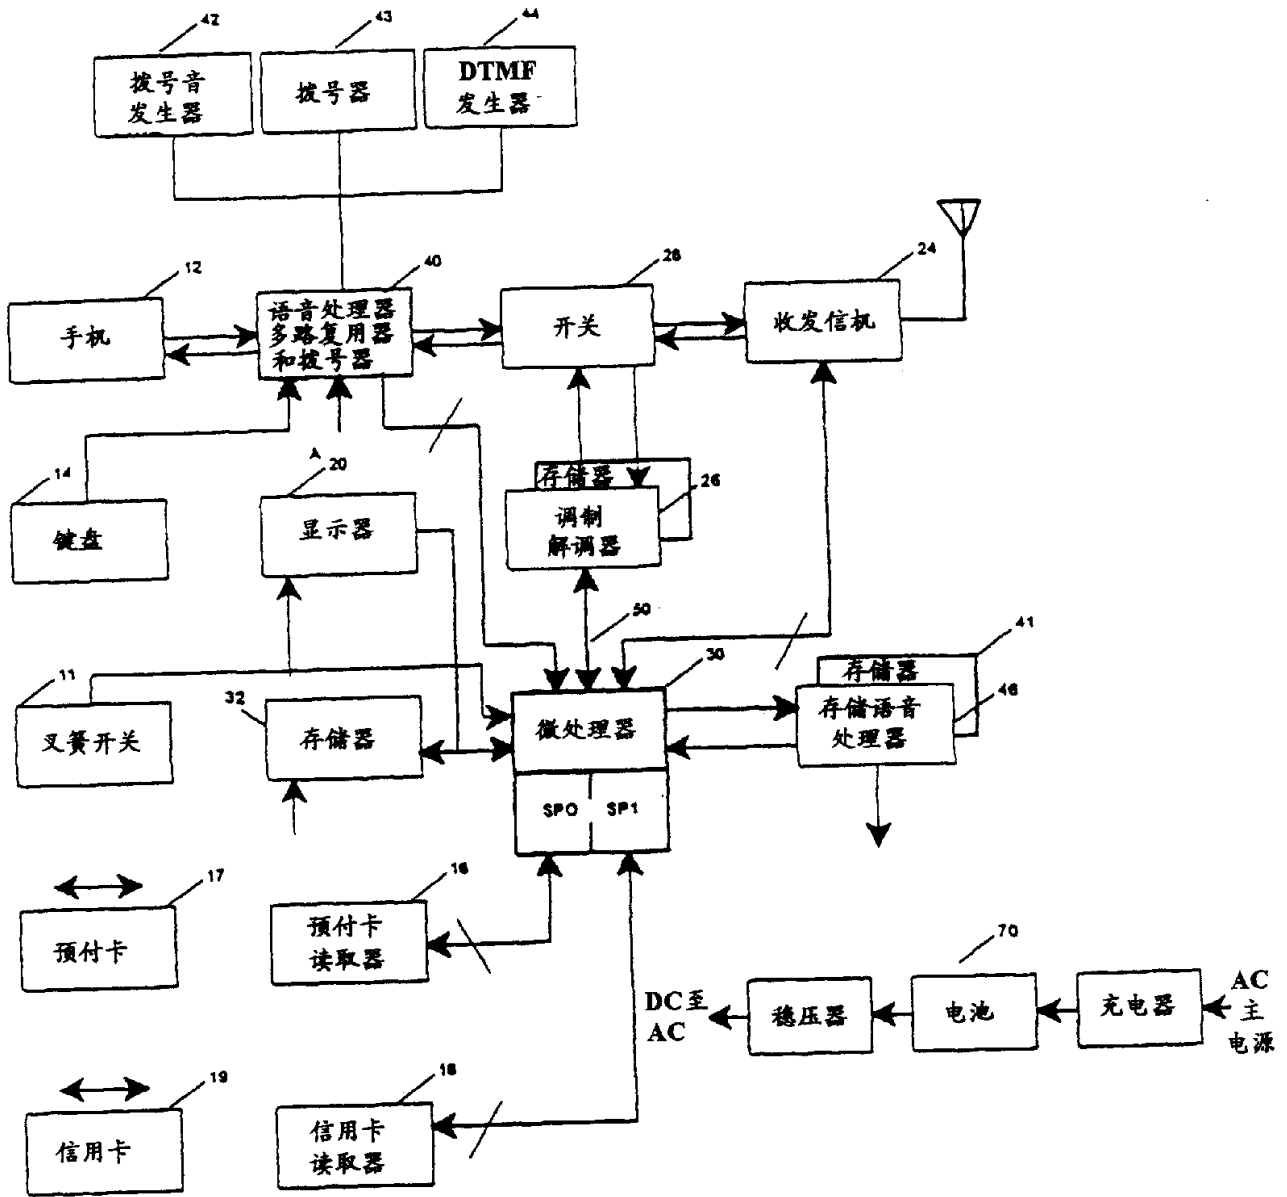 42
43
44
拨号音
发生器
拨号器
DTMF
发生器
12
40
28
24
手机
语音处理器
多路复用器
和拨号器
开关
收发信机
A
14
20
存储器
26
键盘
显示器
调制
解调器
50
30
41
11
32
存储器
46
叉簧开关
存储器
微处理器
存储语音
处理器
SP0
SP1
17
16
预付卡
预付卡
读取器
70
DC至
AC
稳压器
电池
充电器
AC
主
电源
19
18
信用卡
信用卡
读取器